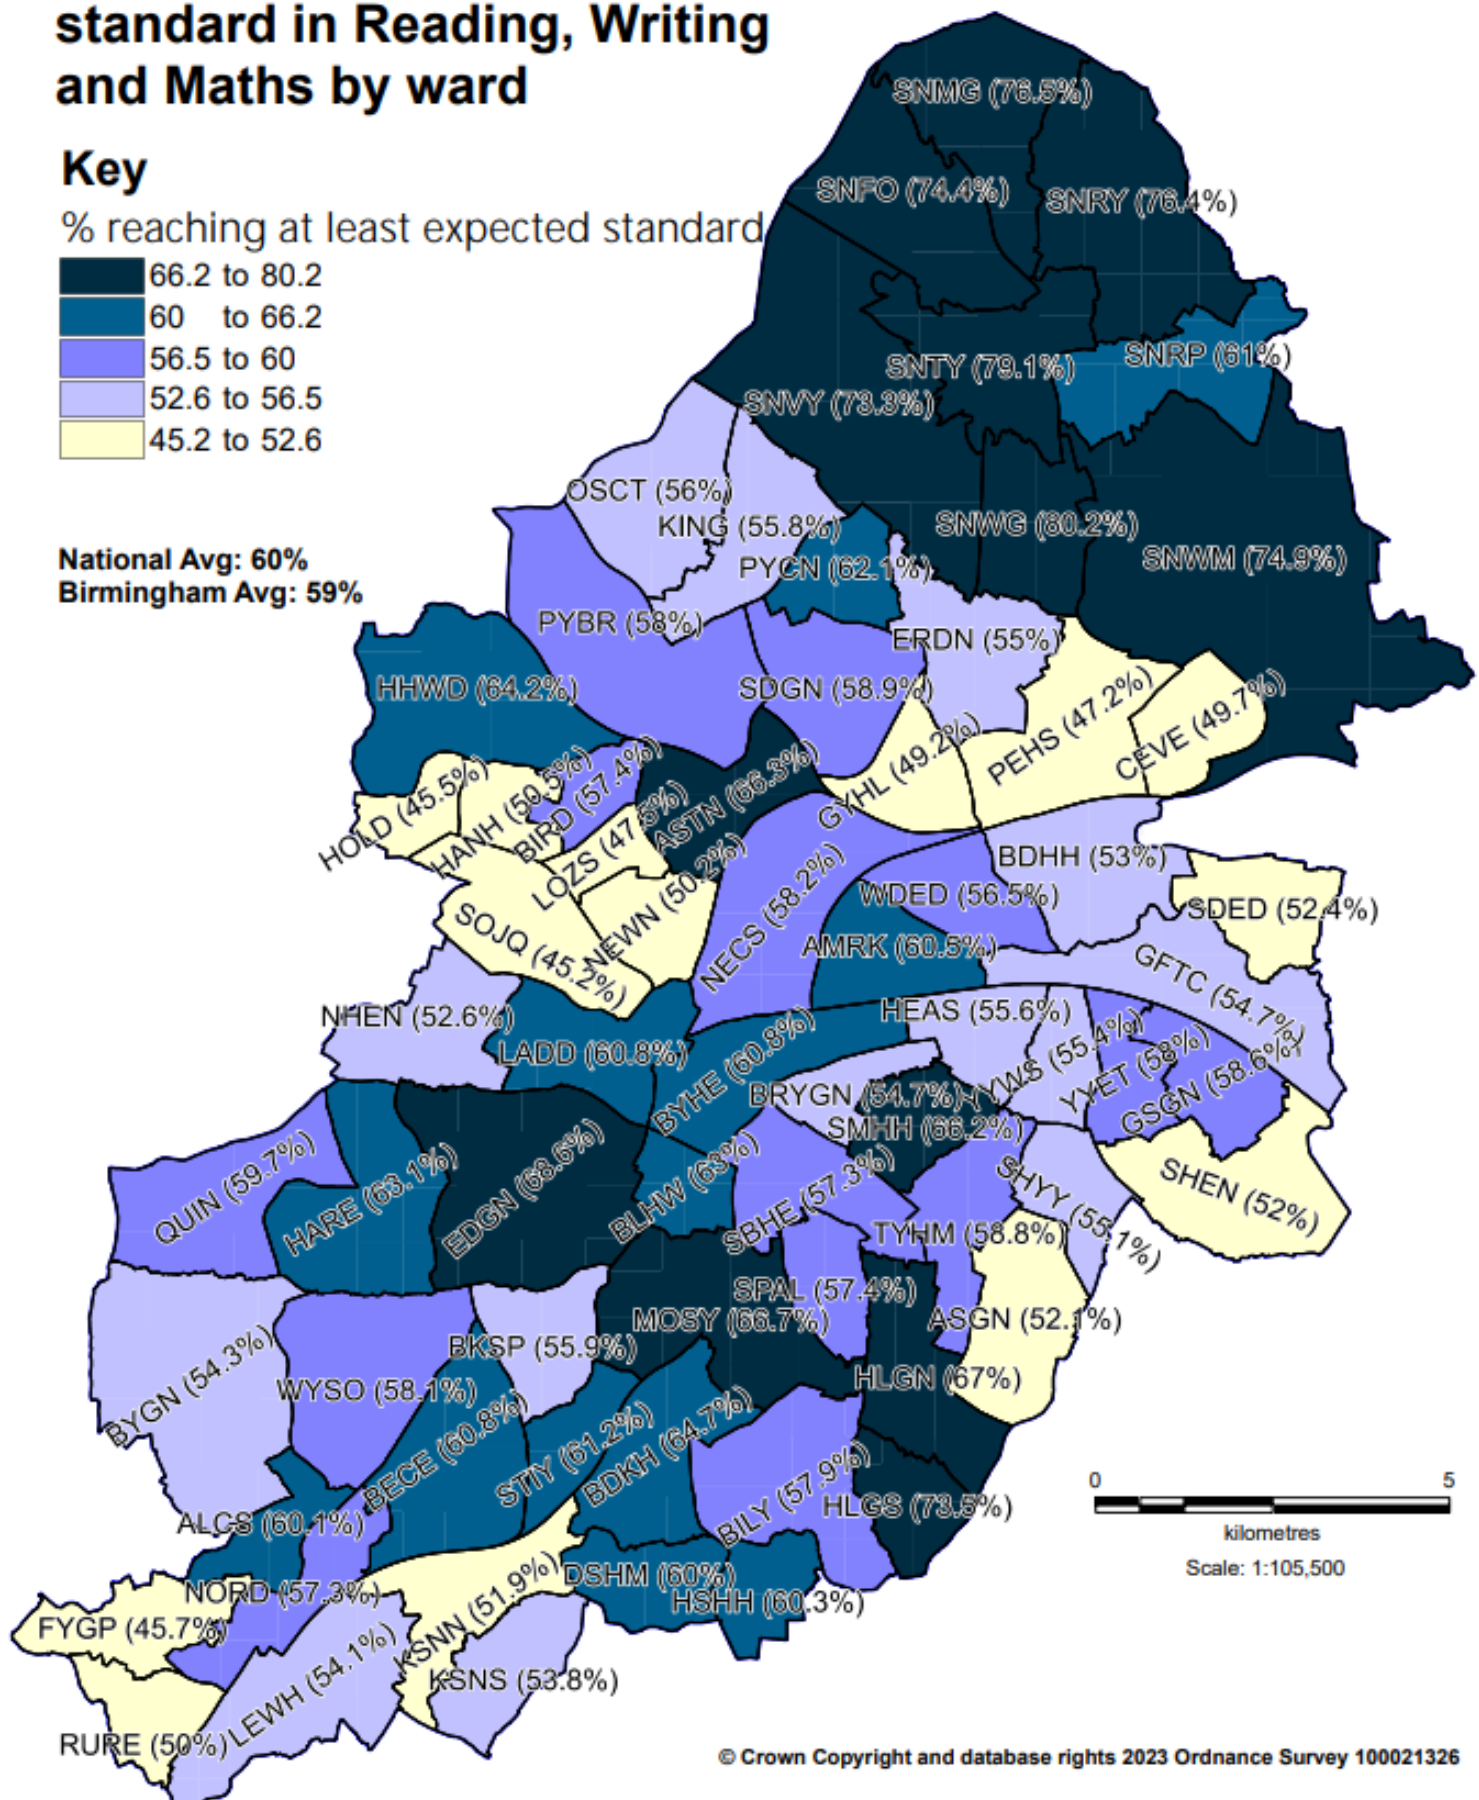 standard in Reading, Writing
and Maths by ward
Key
% reaching at least expected standard
66.2 to 80.2
60 to 66.2
56.5 to 60
52.6 to 56.5
45.2 to 52.6
National Avg: 60%
Birmingham Avg: 59%
SNMG (76.5%)
SNFO (74.4%)
SNRY (76.4%)
SNTY (79.1%)
SNRP (61%)
SNVY (73.3%)
OSCT (56%)
KING (55.8%)
SNWG (80.2%)
SNWM (74.9%)
PYCN (62.1%)
PYBR (58%)
ERDN (55%)
HHWD (64.2%)
SDGN (58.9%)
PEHS (47.2%)
CEVE (49.7%)
GYHL (49.2%)
HOLD (45.5%)
HANH (50.5%)
BIRD (57.4%)
LOZS (47.5%)
ASTN (66.3%)
NEWN (50.2%)
NECS (58.2%)
BDHH (53%)
WDED (56.5%)
SDED (52.4%)
AMRK (60.5%)
SOJQ (45.2%)
GFTC (54.7%)
NHEN (52.6%)
HEAS (55.6%)
LADD (60.8%)
BYHE (60.8%)
YWS (55.4%)
YYET (58%)
GSGN (58.6%)
BRYGN (54.7%)
SMHH (66.2%)
QUIN (59.7%)
HARE (63.1%)
EDGN (68.6%)
BLHW (63%)
SBHE (57.3%)
SHYY (55.1%)
SHEN (52%)
TYHM (58.8%)
SPAL (57.4%)
MOSY (66.7%)
ASGN (52.1%)
BKSP (55.9%)
HLGN (67%)
BYGN (54.3%)
WYSO (58.1%)
BECE (60.8%)
STIY (61.2%)
BDKH (64.7%)
BILY (57.9%)
HLGS (73.5%)
ALCS (60.1%)
DSHM (60%)
HSHH (60.3%)
NORD (57.3%)
FYGP (45.7%)
KSNN (51.9%)
LEWH (54.1%)
KSNS (53.8%)
RURE (50%)
0 5
kilometres
Scale: 1:105,500
© Crown Copyright and database rights 2023 Ordnance Survey 100021326